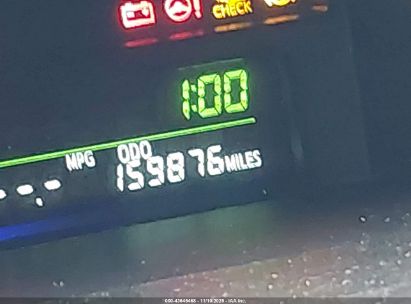 CHECK
1:00
MPG ODO
--.- 159876 MILES